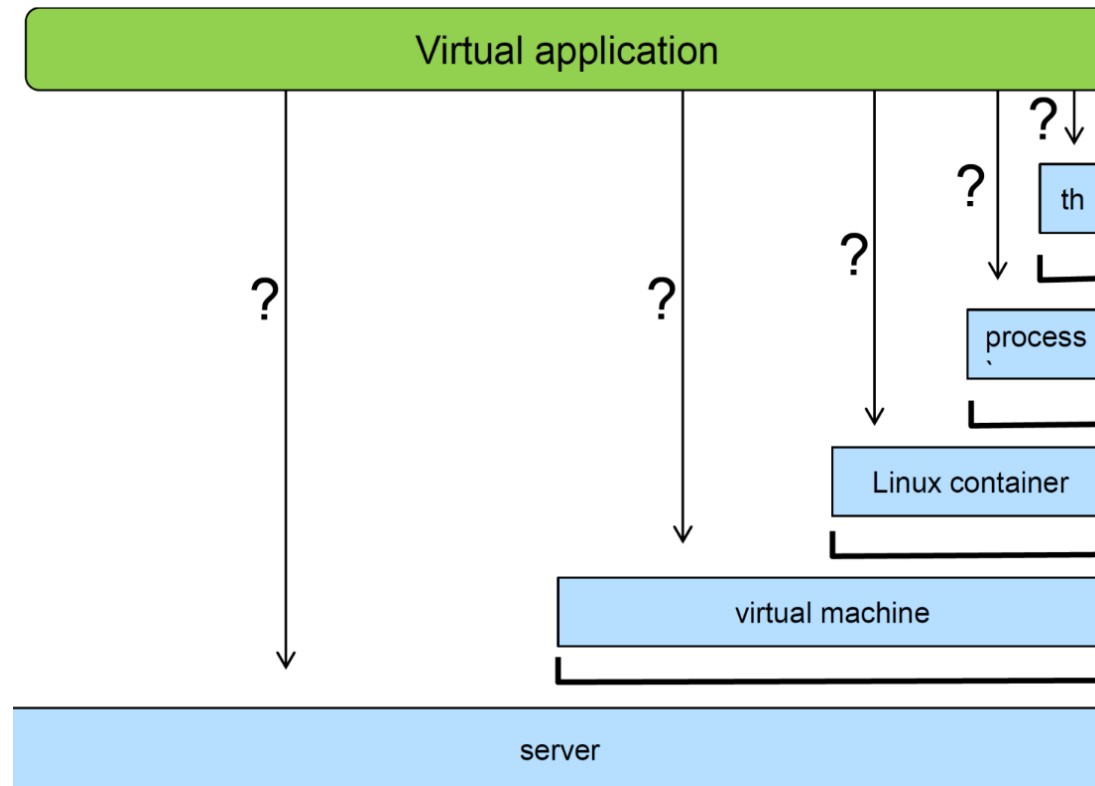 Virtual application
?
th
?
?
?
?
process
`
Linux container
virtual machine
server